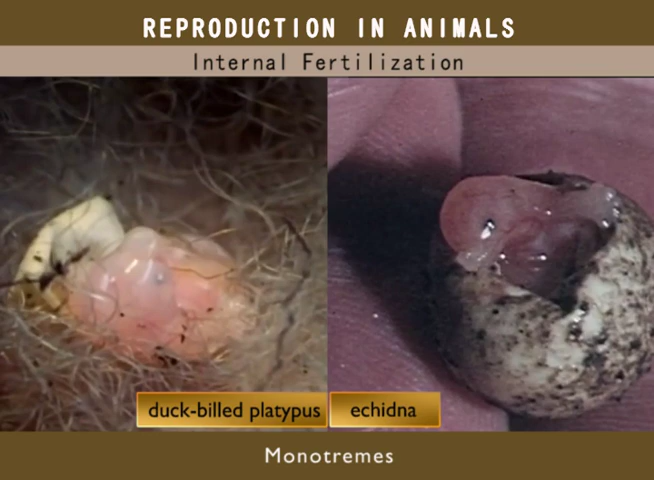 REPRODUCTION IN ANIMALS
Internal Fertilization
duck-billed platypus
echidna
Monotremes